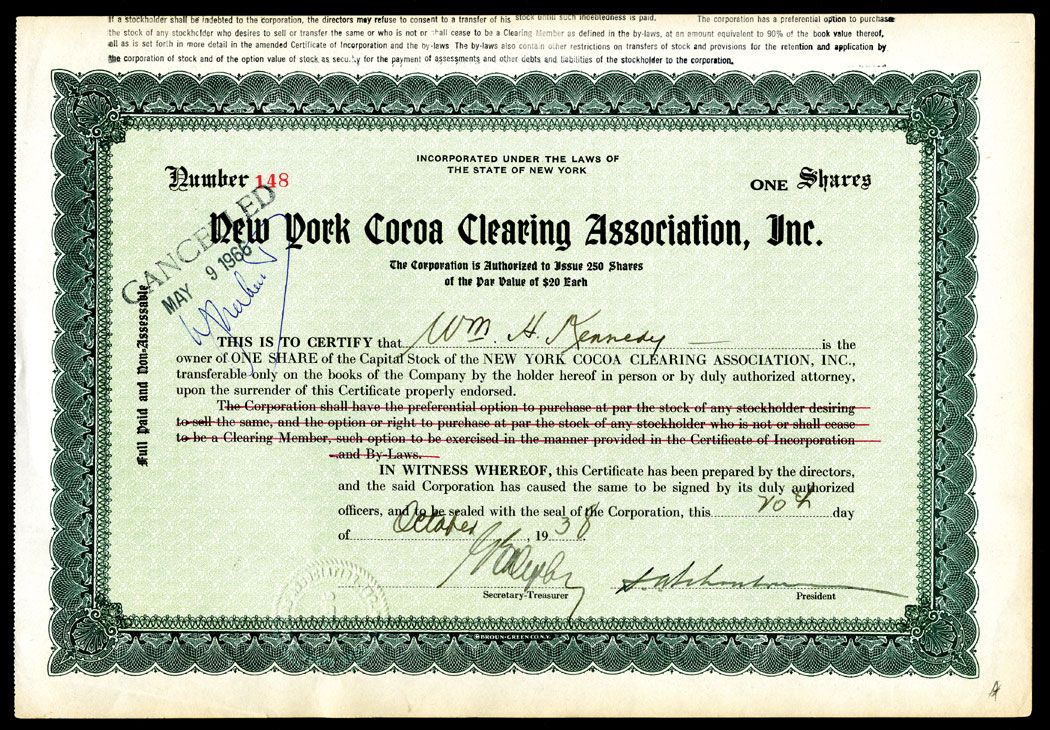 If a stockholder shall be indebted to the corporation, the directors may refuse to consent to a transfer of his stock until such indebtedness is paid. The corporation has a preferential option to purchase
the stock of any stockholder who desires to sell or transfer the same or who is not or shall cease to be a Clearing Member as defined in the by-laws, at an amount equivalent to 90% of the book value thereof,
all as is set forth in more detail in the amended Certificate of Incorporation and the by-laws The by-laws also contain other restrictions on transfers of stock and provisions for the retention and application by
the corporation of stock and of the option value of stock as security for the payment of assessments and other debts and liabilities of the stockholder to the corporation.
INCORPORATED UNDER THE LAWS OF
THE STATE OF NEW YORK
Number 148
ONE Shares
New York Cocoa Clearing Association, Inc.
The Corporation is Authorized to Issue 250 Shares
of the Par Value of $20 Each
CANCELLED
MAY 9 1966
Full Paid and Non-Assessable
THIS IS TO CERTIFY that Wm. H. Kennedy is the
owner of ONE SHARE of the Capital Stock of the NEW YORK COCOA CLEARING ASSOCIATION, INC.,
transferable only on the books of the Company by the holder hereof in person or by duly authorized attorney,
upon the surrender of this Certificate properly endorsed.
The Corporation shall have the preferential option to purchase at par the stock of any stockholder desiring
to sell the same, and the option or right to purchase at par the stock of any stockholder who is not or shall cease
to be a Clearing Member, such option to be exercised in the manner provided in the Certificate of Incorporation
and By-Laws.
IN WITNESS WHEREOF, this Certificate has been prepared by the directors,
and the said Corporation has caused the same to be signed by its duly authorized
officers, and to be sealed with the seal of the Corporation, this 20th day
of October, 1938
Secretary-Treasurer
President
BROUN-GREEN CO. N.Y.